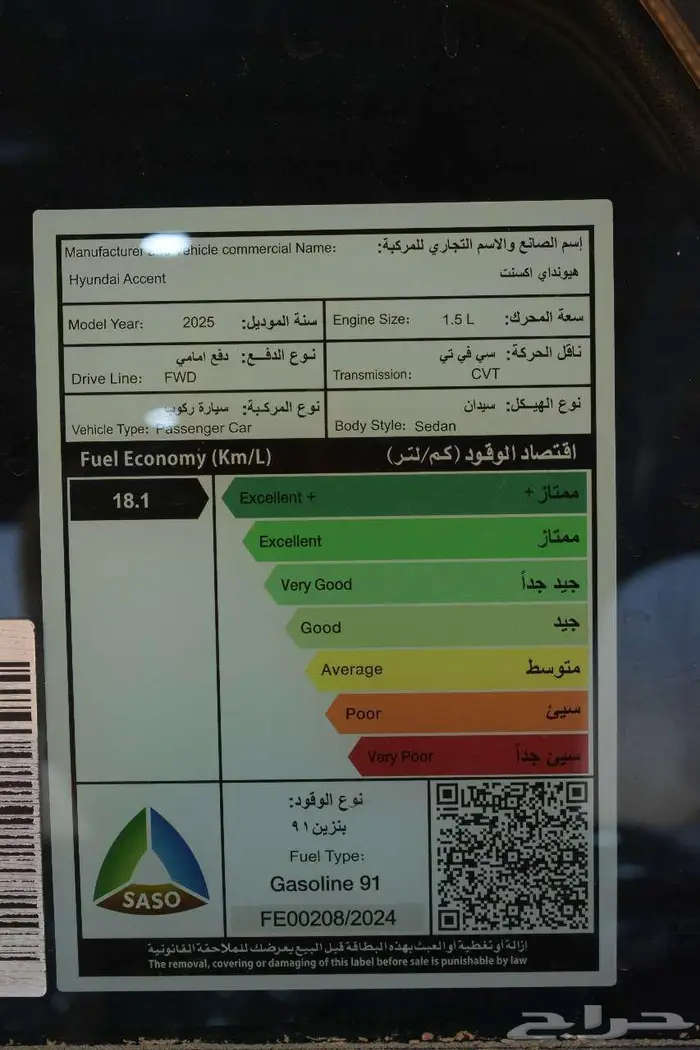 Manufacturer and Vehicle commercial Name: إسم الصانع والاسم التجاري للمركبة:
Hyundai Accent هيونداي اكسنت
Model Year: 2025 سنة الموديل:
Engine Size: 1.5 L سعة المحرك:
نوع الدفع: دفع امامي
Drive Line: FWD
ناقل الحركة: سي في تي
Transmission: CVT
نوع المركبة: سيارة ركوب
Vehicle Type: Passenger Car
نوع الهيكل: سيدان
Body Style: Sedan
Fuel Economy (Km/L) اقتصاد الوقود (كم/لتر)
18.1
Excellent + ممتاز +
Excellent ممتاز
Very Good جيد جداً
Good جيد
Average متوسط
Poor سيئ
Very Poor سيئ جداً
SASO
نوع الوقود:
بنزين ٩١
Fuel Type:
Gasoline 91
FE00208/2024
إزالة أو تغطية أو العبث بهذه البطاقة قبل البيع يعرضك للملاحقة القانونية
The removal, covering or damaging of this label before sale is punishable by law
حراج